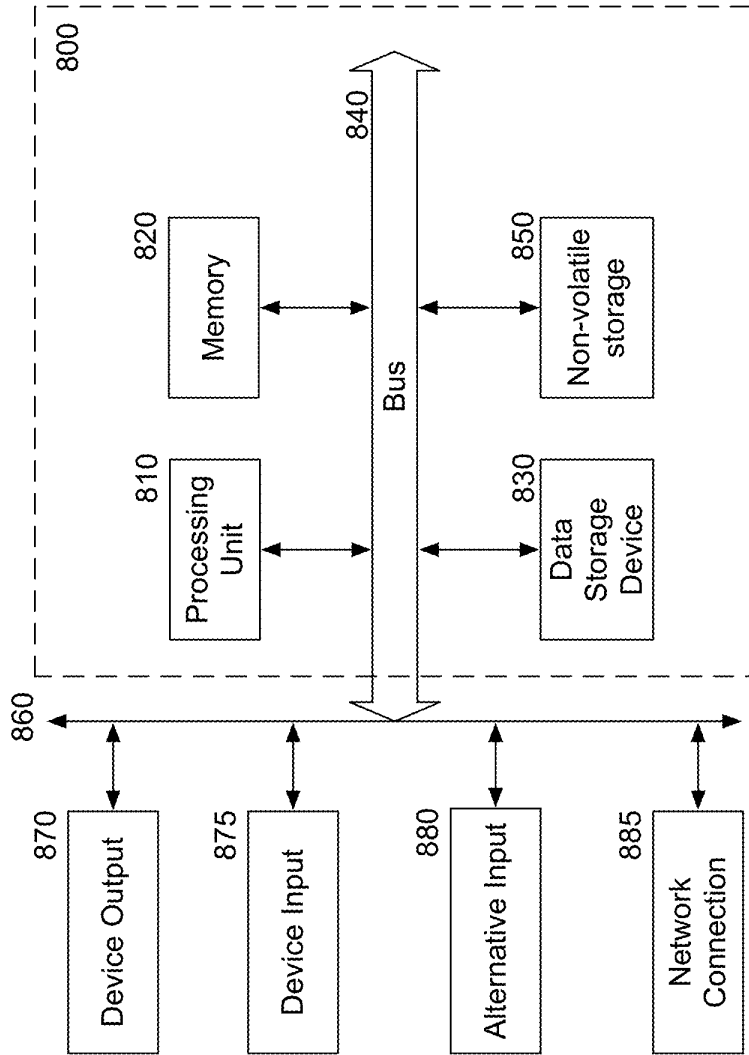 860
870
Device Output
875
Device Input
880
Alternative Input
885
Network
Connection
800
810
Processing
Unit
820
Memory
840
Bus
830
Data
Storage
Device
850
Non-volatile
storage